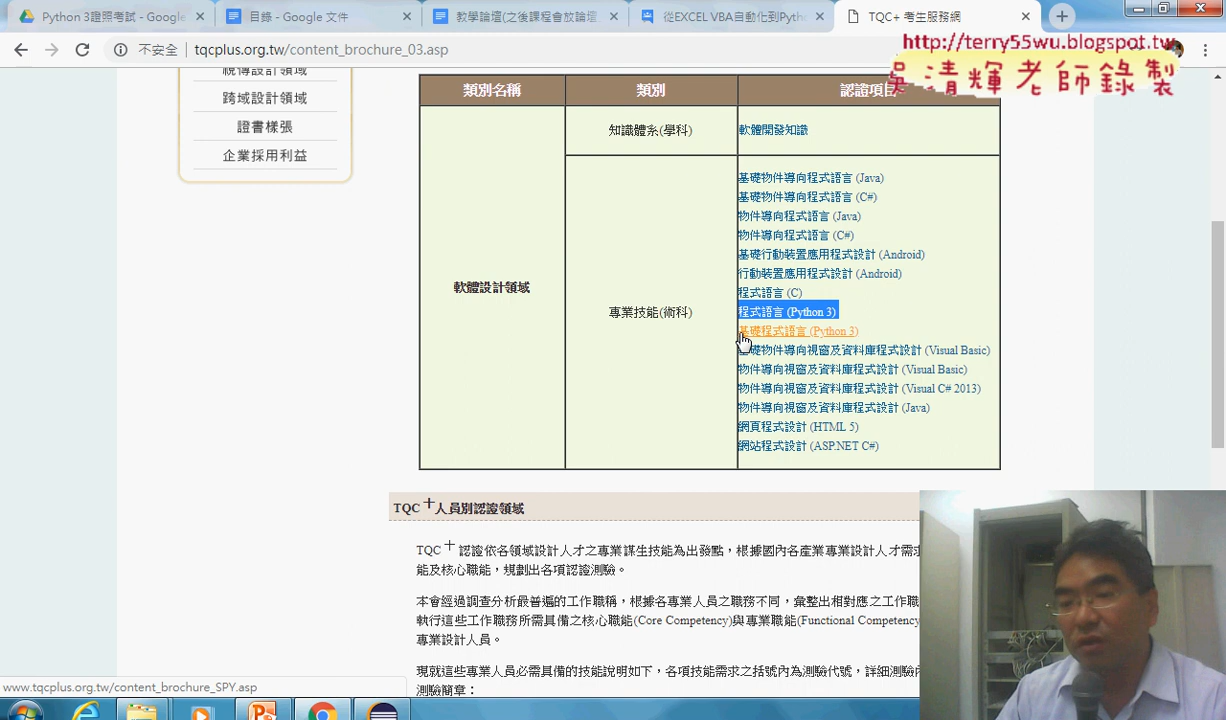 Python 3證照考試 - Google
目錄 - Google 文件
教學論壇(之後課程會放論壇
從EXCEL VBA自動化到Pyth
TQC+ 考生服務網
不安全
tqcplus.org.tw/content_brochure_03.asp
http://terry55wu.blogspot.tw
吳清輝老師錄製
視傳設計領域
跨域設計領域
證書樣張
企業採用利益
類別名稱
類別
認證項目
知識體系(學科)
軟體開發知識
軟體設計領域
專業技能(術科)
基礎物件導向程式語言 (Java)
基礎物件導向程式語言 (C#)
物件導向程式語言 (Java)
物件導向程式語言 (C#)
基礎行動裝置應用程式設計 (Android)
行動裝置應用程式設計 (Android)
程式語言 (C)
程式語言 (Python 3)
基礎程式語言 (Python 3)
基礎物件導向視窗及資料庫程式設計 (Visual Basic)
物件導向視窗及資料庫程式設計 (Visual Basic)
物件導向視窗及資料庫程式設計 (Visual C# 2013)
物件導向視窗及資料庫程式設計 (Java)
網頁程式設計 (HTML 5)
網站程式設計 (ASP.NET C#)
TQC+人員別認證領域
TQC+ 認證依各領域設計人才之專業謀生技能為出發點，根據國內各產業專業設計人才需求
能及核心職能，規劃出各項認證測驗。
本會經過調查分析最普遍的工作職稱，根據各專業人員之職務不同，彙整出相對應之工作職
執行這些工作職務所需具備之核心職能(Core Competency)與專業職能(Functional Competency
專業設計人員。
現就這些專業人員必需具備的技能說明如下，各項技能需求之括號內為測驗代號，詳細測驗內
測驗簡章：
www.tqcplus.org.tw/content_brochure_SPY.asp